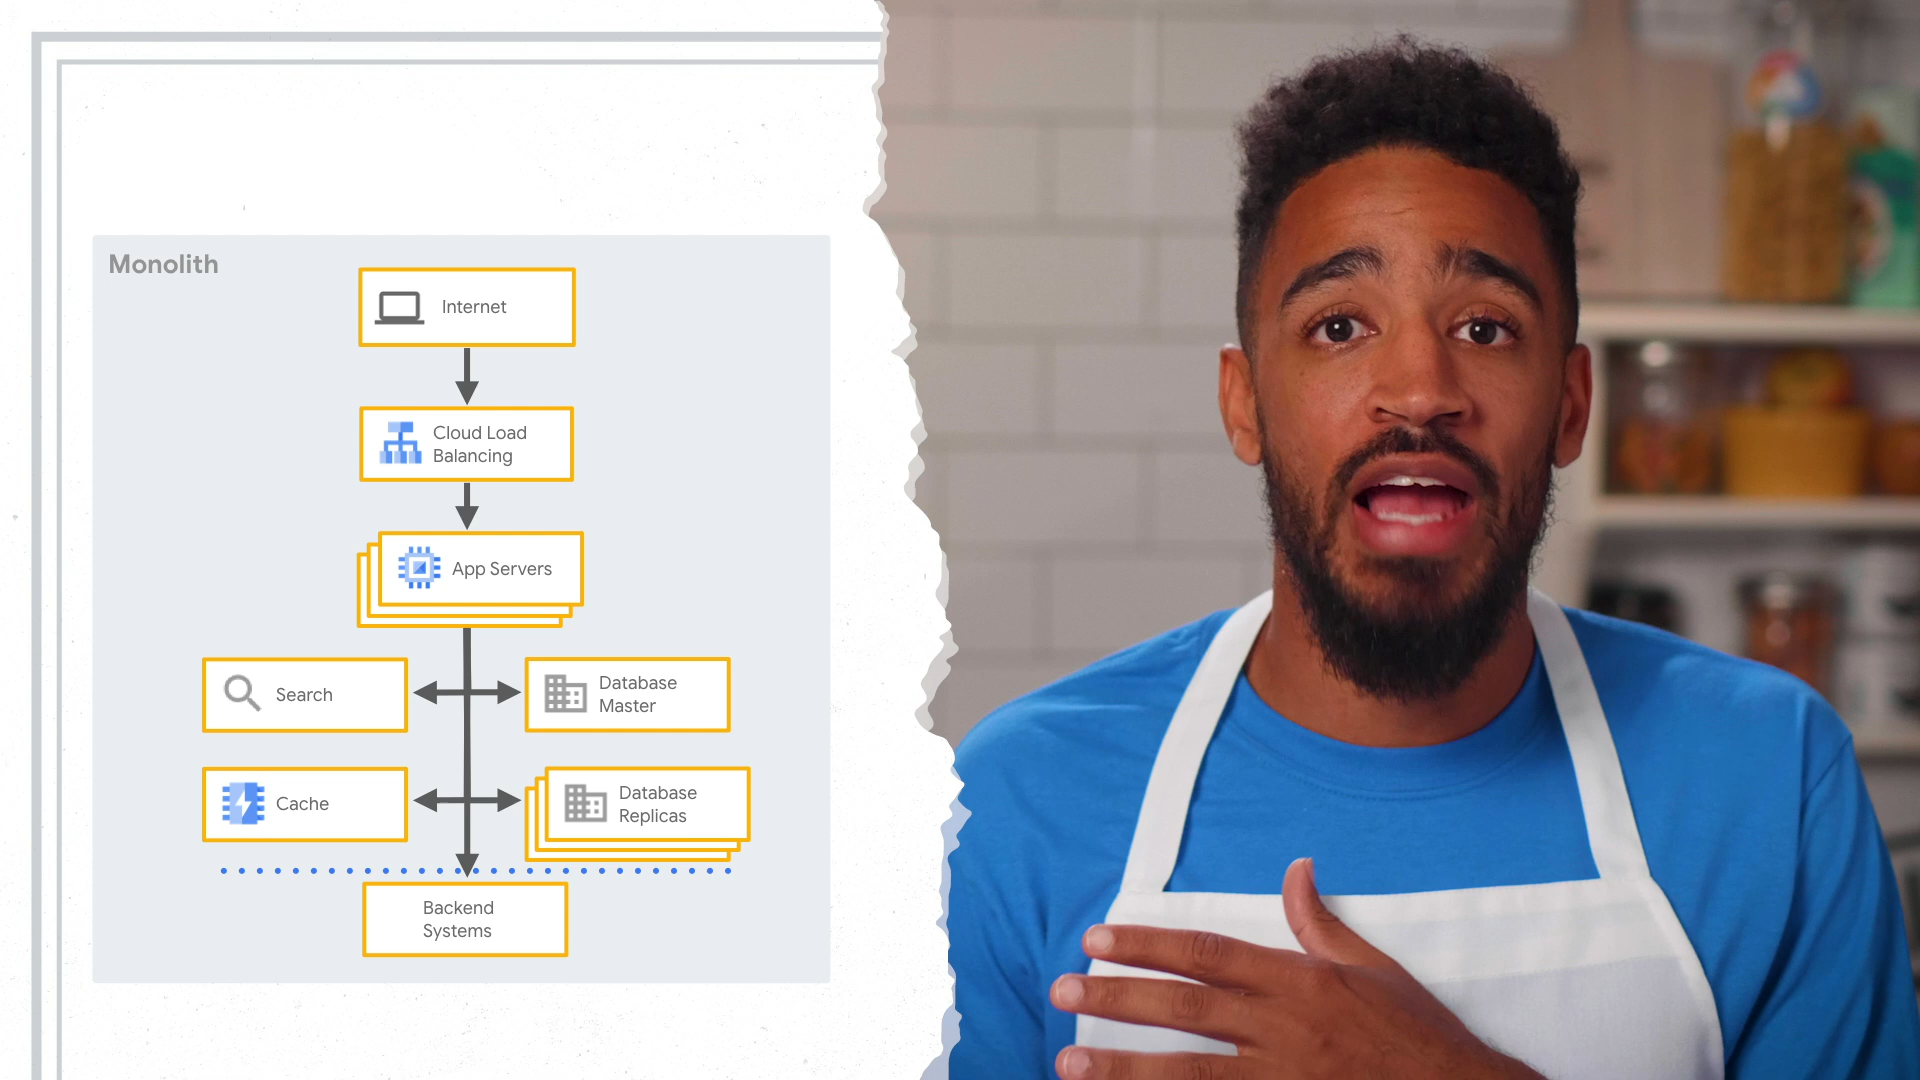 Monolith
Internet
Cloud Load
Balancing
App Servers
Search
Database
Master
Cache
Database
Replicas
Backend
Systems